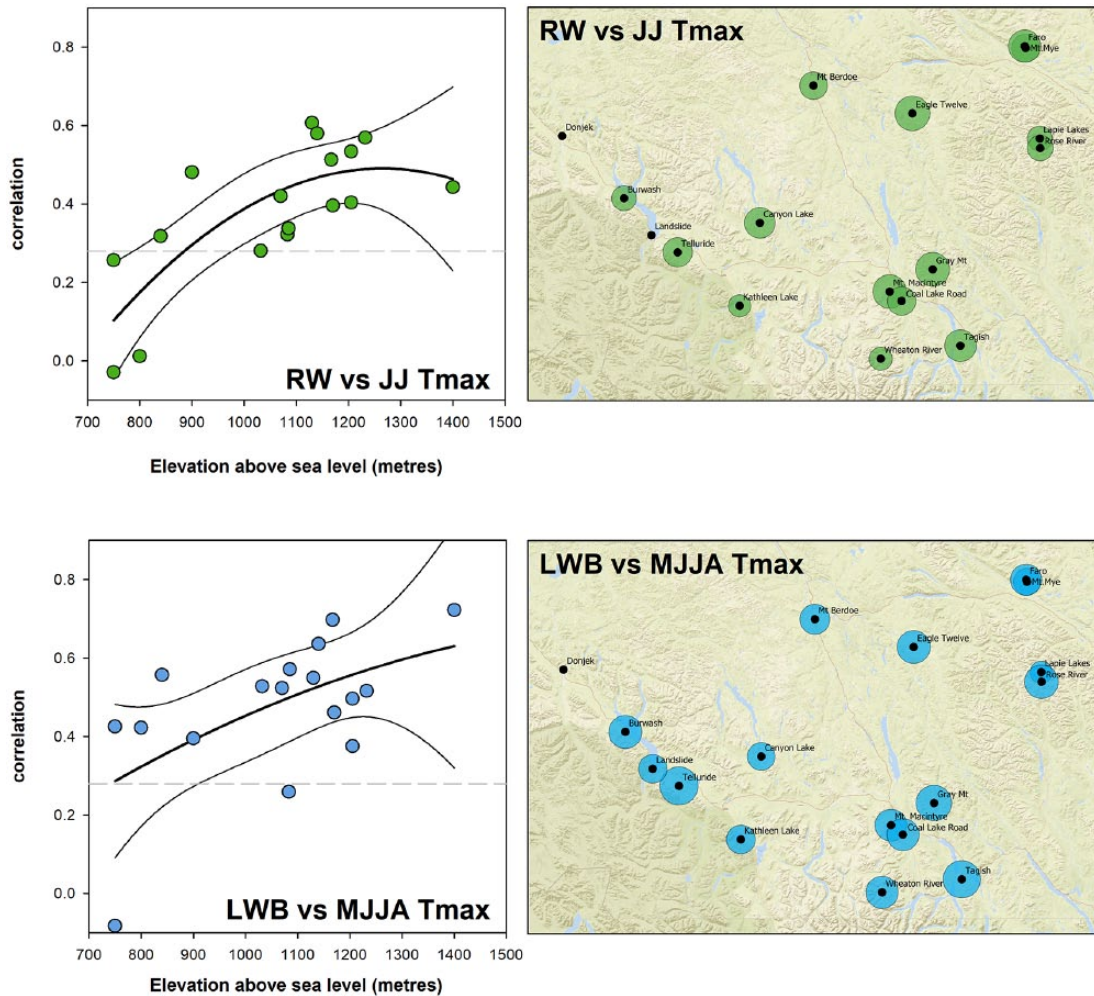 RW vs JJ Tmax
Faro
Mt.Mye
Mt Berdoe
Eagle Twelve
Donjek
Lapie Lakes
Rose River
Burwash
Canyon Lake
Landslide
Telluride
Gray Mt
Mt. Macintyre
Coal Lake Road
Kathleen Lake
Tagish
Wheaton River
correlation
0.8
0.6
0.4
0.2
0.0
RW vs JJ Tmax
700 800 900 1000 1100 1200 1300 1400 1500
Elevation above sea level (metres)
LWB vs MJJA Tmax
Faro
Mt.Mye
Mt Berdoe
Eagle Twelve
Donjek
Lapie Lakes
Rose River
Burwash
Canyon Lake
Landslide
Telluride
Gray Mt
Mt. Macintyre
Coal Lake Road
Kathleen Lake
Tagish
Wheaton River
correlation
0.8
0.6
0.4
0.2
0.0
LWB vs MJJA Tmax
700 800 900 1000 1100 1200 1300 1400 1500
Elevation above sea level (metres)